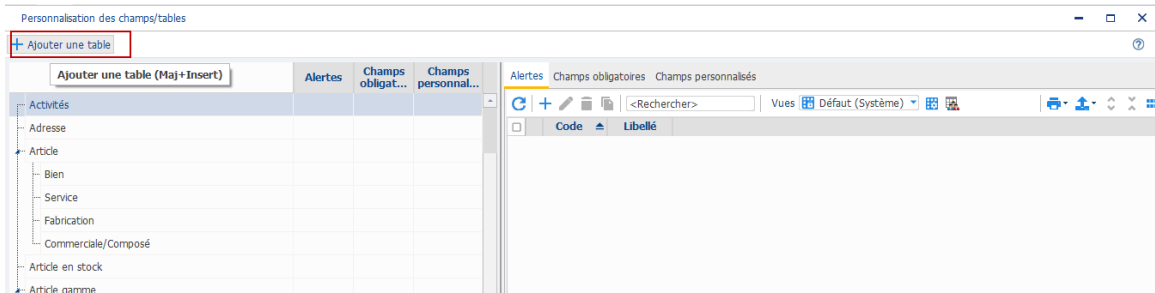 Personnalisation des champs/tables
Ajouter une table
Ajouter une table (Maj+Insert)
Alertes
Champs obligat...
Champs personnal...
Activités
Adresse
Article
Bien
Service
Fabrication
Commerciale/Composé
Article en stock
Article gamme
Alertes Champs obligatoires Champs personnalisés
<Rechercher> Vues Défaut (Système)
Code Libellé